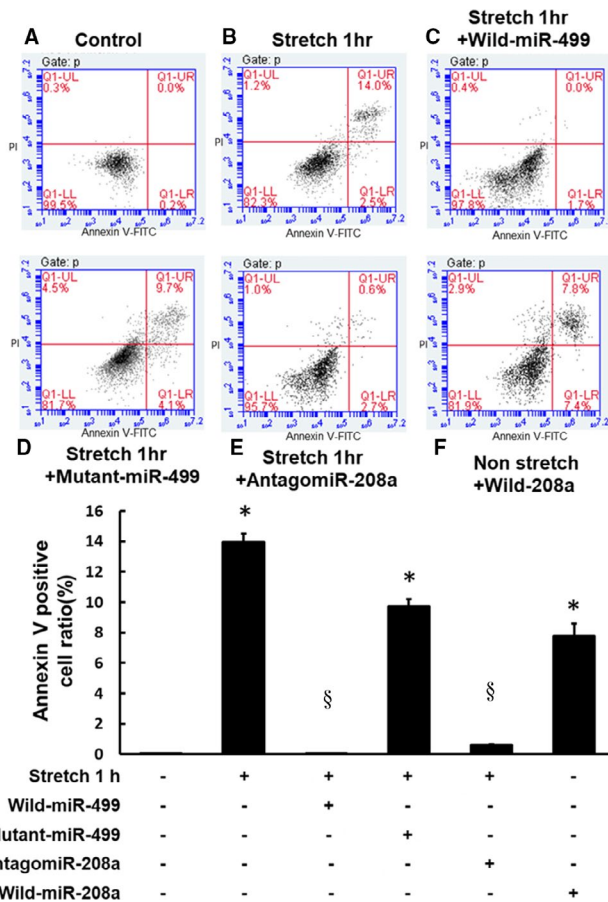 A Control
B Stretch 1hr
C Stretch 1hr
+Wild-miR-499
Gate: p
Q1-UL
0.3%
Q1-UR
0.0%
Q1-LL
99.5%
Q1-LR
0.2%
PI
Annexin V-FITC
Gate: p
Q1-UL
1.2%
Q1-UR
14.0%
Q1-LL
82.3%
Q1-LR
2.5%
PI
Annexin V-FITC
Gate: p
Q1-UL
0.4%
Q1-UR
0.0%
Q1-LL
97.8%
Q1-LR
1.7%
PI
Annexin V-FITC
Gate: p
Q1-UL
4.5%
Q1-UR
9.7%
Q1-LL
81.7%
Q1-LR
4.1%
PI
Annexin V-FITC
Gate: p
Q1-UL
1.0%
Q1-UR
0.6%
Q1-LL
95.7%
Q1-LR
2.7%
PI
Annexin V-FITC
Gate: p
Q1-UL
2.9%
Q1-UR
7.8%
Q1-LL
81.9%
Q1-LR
7.4%
PI
Annexin V-FITC
D Stretch 1hr
+Mutant-miR-499
E Stretch 1hr
+AntagomiR-208a
F Non stretch
+Wild-208a
Annexin V positive
cell ratio(%)
16
14
12
10
8
6
4
2
0
* § * § *
Stretch 1 h - + + + + -
Wild-miR-499 - - + - - -
Mutant-miR-499 - - - + - -
ntagomiR-208a - - - - + -
Wild-miR-208a - - - - - +